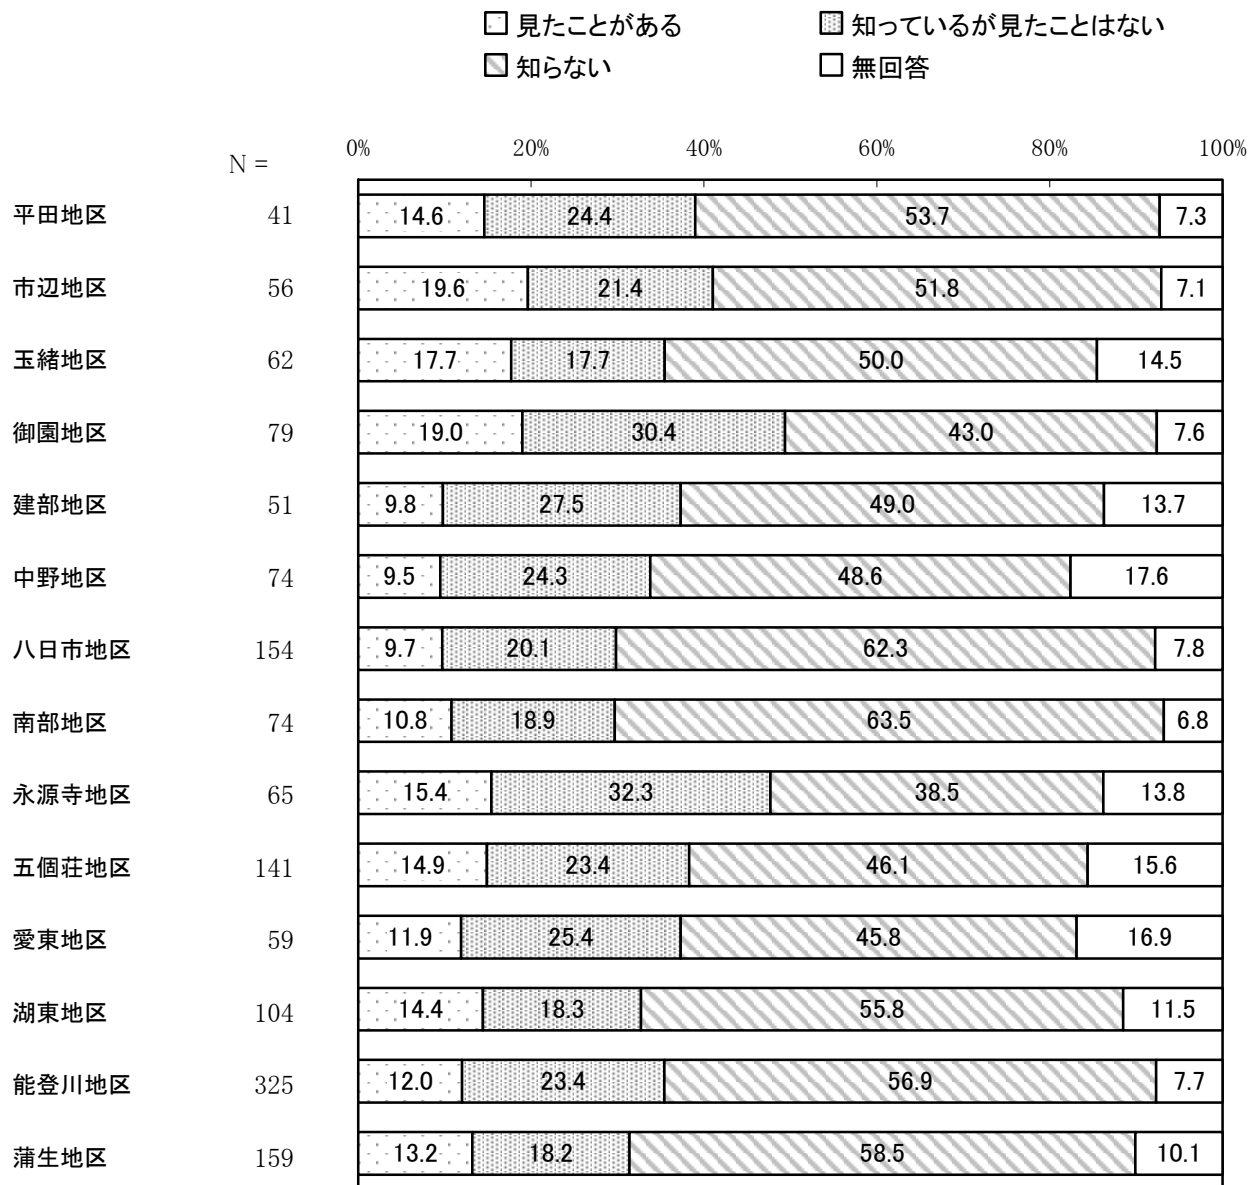 見たことがある 知っているが見たことはない
知らない 無回答
0% 20% 40% 60% 80% 100%
N =
平田地区 41 14.6 24.4 53.7 7.3
市辺地区 56 19.6 21.4 51.8 7.1
玉緒地区 62 17.7 17.7 50.0 14.5
御園地区 79 19.0 30.4 43.0 7.6
建部地区 51 9.8 27.5 49.0 13.7
中野地区 74 9.5 24.3 48.6 17.6
八日市地区 154 9.7 20.1 62.3 7.8
南部地区 74 10.8 18.9 63.5 6.8
永源寺地区 65 15.4 32.3 38.5 13.8
五個荘地区 141 14.9 23.4 46.1 15.6
愛東地区 59 11.9 25.4 45.8 16.9
湖東地区 104 14.4 18.3 55.8 11.5
能登川地区 325 12.0 23.4 56.9 7.7
蒲生地区 159 13.2 18.2 58.5 10.1